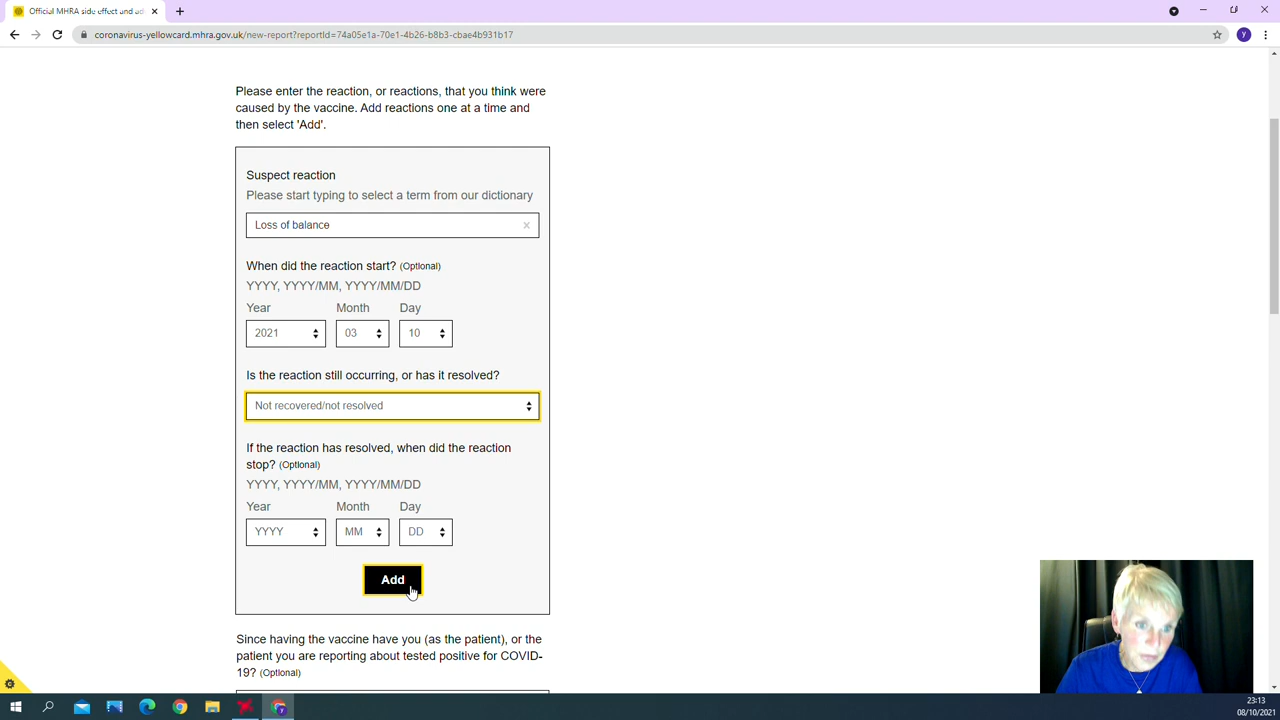 Official MHRA side effect and ad
coronavirus-yellowcard.mhra.gov.uk/new-report?reportId=74a05e1a-70e1-4b26-b8b3-cbae4b931b17
Y
Please enter the reaction, or reactions, that you think were
caused by the vaccine. Add reactions one at a time and
then select 'Add'.
Suspect reaction
Please start typing to select a term from our dictionary
Loss of balance
When did the reaction start? (Optional)
YYYY, YYYY/MM, YYYY/MM/DD
Year Month Day
2021 03 10
Is the reaction still occurring, or has it resolved?
Not recovered/not resolved
If the reaction has resolved, when did the reaction
stop? (Optional)
YYYY, YYYY/MM, YYYY/MM/DD
Year Month Day
YYYY MM DD
Add
Since having the vaccine have you (as the patient), or the
patient you are reporting about tested positive for COVID-
19? (Optional)
23:13
08/10/2021